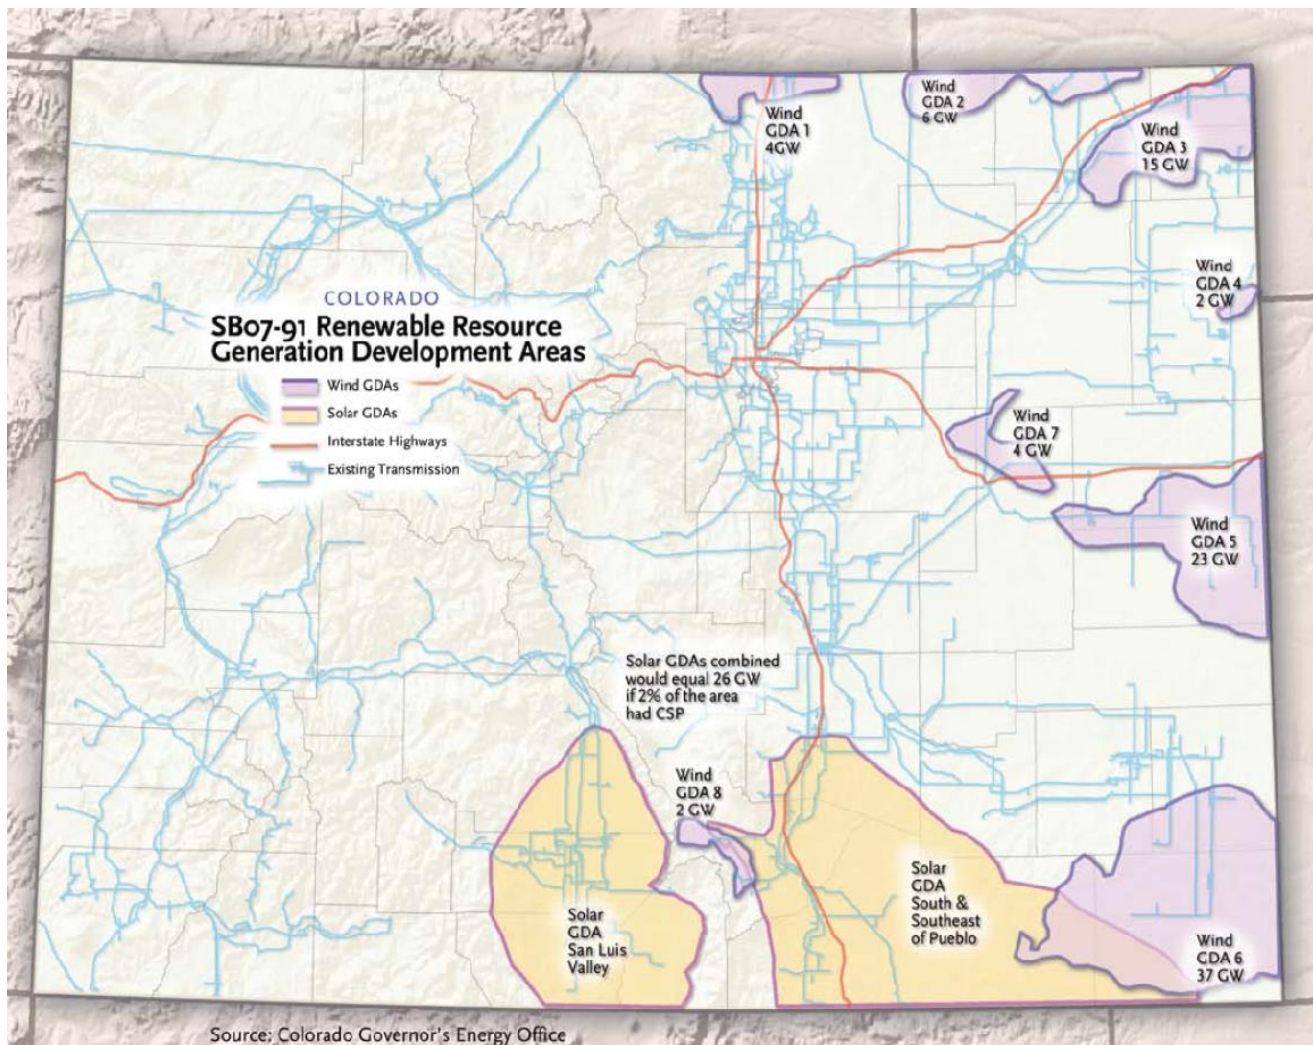 Wind
GDA 1
4GW
Wind
GDA 2
6 GW
Wind
GDA 3
15 GW
Wind
GDA 4
2 GW
COLORADO
SB07-91 Renewable Resource
Generation Development Areas
Wind GDAs
Solar GDAs
Interstate Highways
Existing Transmission
Wind
GDA 7
4 GW
Wind
GDA 5
23 GW
Solar GDAs combined
would equal 26 GW
if 2% of the area
had CSP
Wind
GDA 8
2 GW
Solar
GDA
San Luis
Valley
Solar
GDA
South &
Southeast
of Pueblo
Wind
GDA 6
37 GW
Source: Colorado Governor's Energy Office